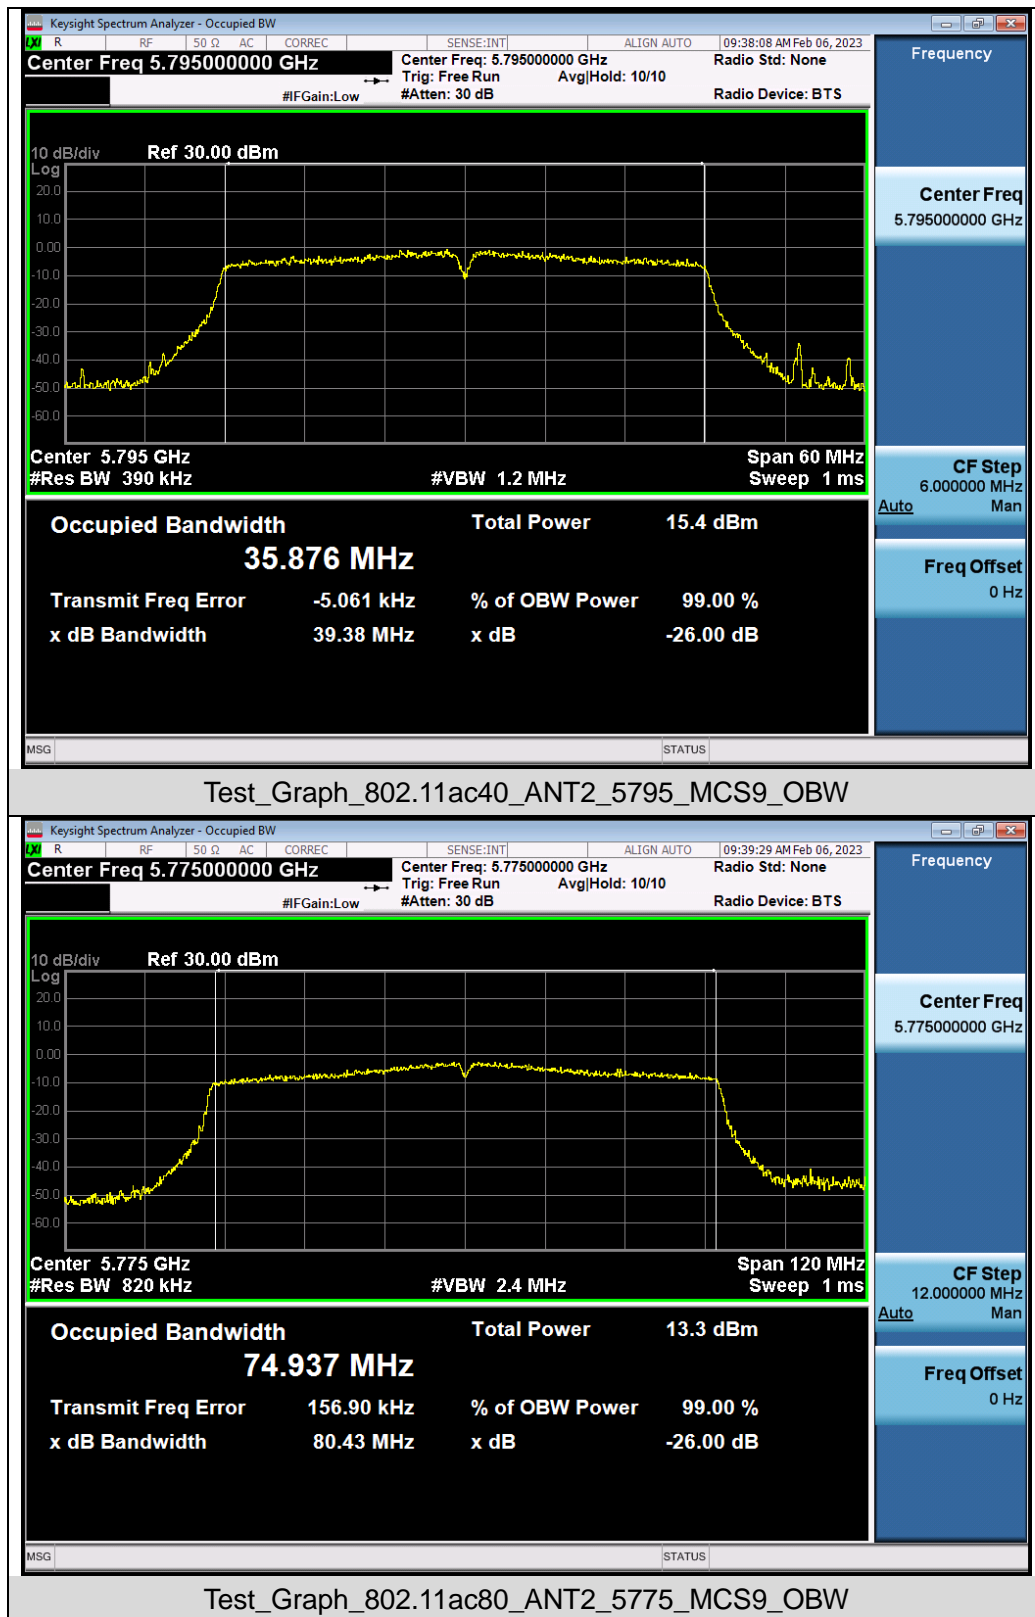 Keysight Spectrum Analyzer - Occupied BW
LXI R RF 50 Ω AC CORREC SENSE:INT ALIGN AUTO 09:38:08 AM Feb 06, 2023
Center Freq 5.795000000 GHz
Center Freq: 5.795000000 GHz
Radio Std: None
Trig: Free Run Avg|Hold: 10/10
#IFGain:Low #Atten: 30 dB Radio Device: BTS
Frequency
10 dB/div Ref 30.00 dBm
Log
20.0
10.0
0.00
-10.0
-20.0
-30.0
-40.0
-50.0
-60.0
Center Freq
5.795000000 GHz
Center 5.795 GHz Span 60 MHz
#Res BW 390 kHz #VBW 1.2 MHz Sweep 1 ms
CF Step
6.000000 MHz
Auto Man
Freq Offset
0 Hz
Occupied Bandwidth Total Power 15.4 dBm
35.876 MHz
Transmit Freq Error -5.061 kHz % of OBW Power 99.00 %
x dB Bandwidth 39.38 MHz x dB -26.00 dB
MSG STATUS
Test_Graph_802.11ac40_ANT2_5795_MCS9_OBW
Keysight Spectrum Analyzer - Occupied BW
LXI R RF 50 Ω AC CORREC SENSE:INT ALIGN AUTO 09:39:29 AM Feb 06, 2023
Center Freq 5.775000000 GHz
Center Freq: 5.775000000 GHz
Radio Std: None
Trig: Free Run Avg|Hold: 10/10
#IFGain:Low #Atten: 30 dB Radio Device: BTS
Frequency
10 dB/div Ref 30.00 dBm
Log
20.0
10.0
0.00
-10.0
-20.0
-30.0
-40.0
-50.0
-60.0
Center Freq
5.775000000 GHz
Center 5.775 GHz Span 120 MHz
#Res BW 820 kHz #VBW 2.4 MHz Sweep 1 ms
CF Step
12.000000 MHz
Auto Man
Freq Offset
0 Hz
Occupied Bandwidth Total Power 13.3 dBm
74.937 MHz
Transmit Freq Error 156.90 kHz % of OBW Power 99.00 %
x dB Bandwidth 80.43 MHz x dB -26.00 dB
MSG STATUS
Test_Graph_802.11ac80_ANT2_5775_MCS9_OBW